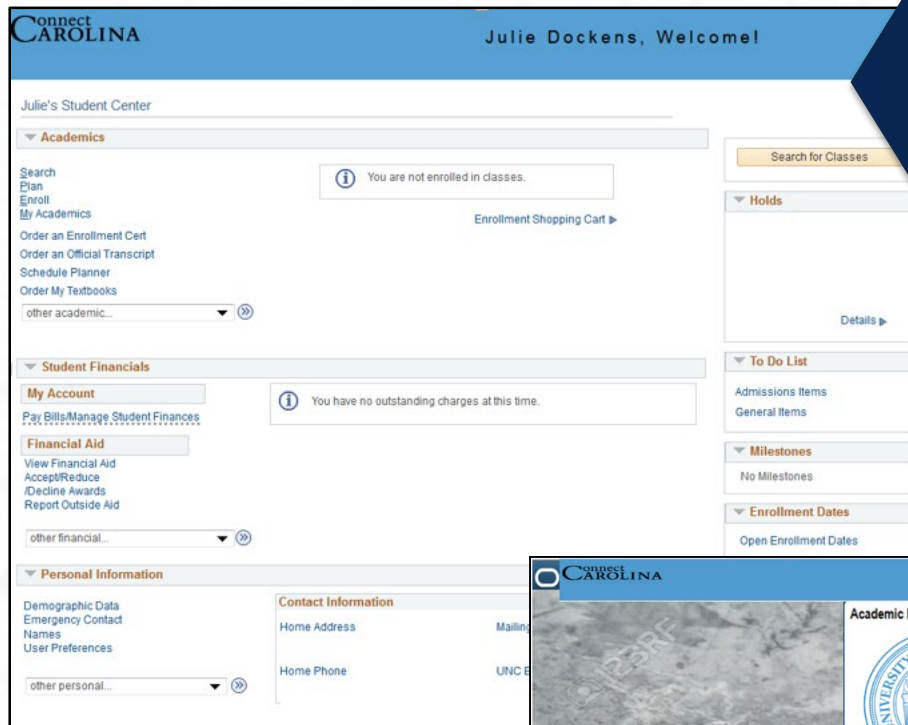 Connect
CAROLINA
Julie Dockens, Welcome!
Julie's Student Center
Academics
Search
Plan
Enroll
My Academics
Order an Enrollment Cert
Order an Official Transcript
Schedule Planner
Order My Textbooks
other academic...
You are not enrolled in classes.
Enrollment Shopping Cart
Student Financials
My Account
Pay Bills/Manage Student Finances
You have no outstanding charges at this time.
Financial Aid
View Financial Aid
Accept/Reduce
/Decline Awards
Report Outside Aid
other financial...
Personal Information
Demographic Data
Emergency Contact
Names
User Preferences
other personal...
Contact Information
Home Address
Mailing
Home Phone
UNC E
Search for Classes
Holds
Details
To Do List
Admissions Items
General Items
Milestones
No Milestones
Enrollment Dates
Open Enrollment Dates
Connect
CAROLINA
Academic
123RF
UNIVERSITY